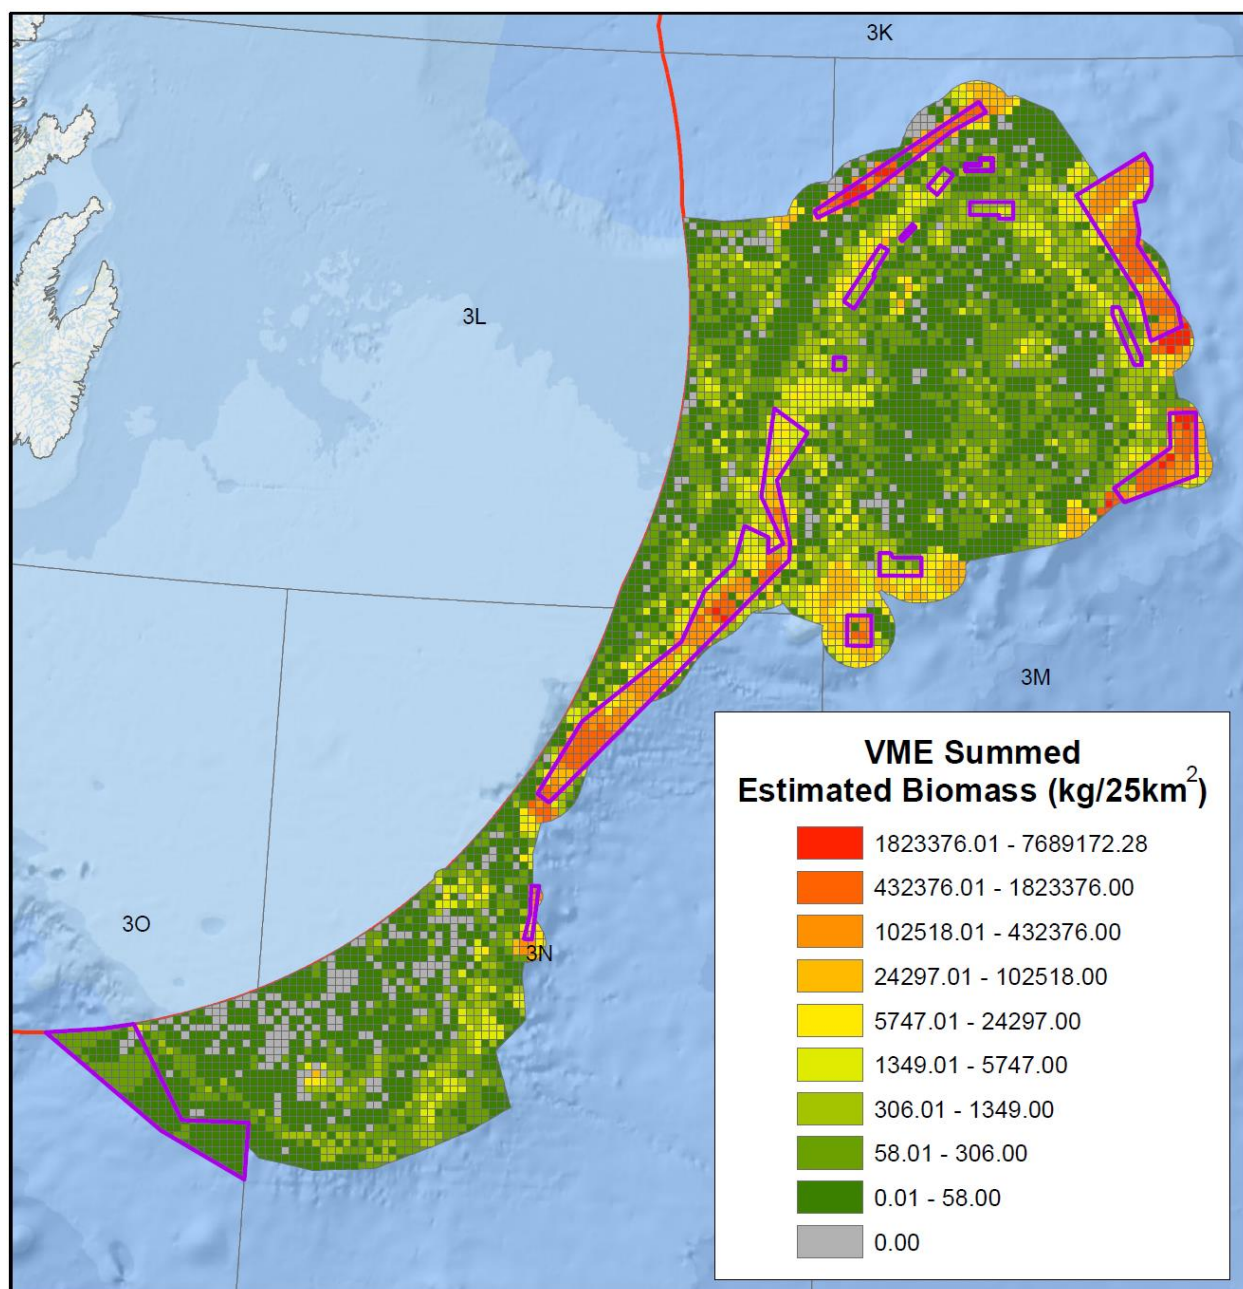 3K
3L
3M
VME Summed
Estimated Biomass (kg/25km²)
1823376.01 - 7689172.28
432376.01 - 1823376.00
102518.01 - 432376.00
24297.01 - 102518.00
5747.01 - 24297.00
1349.01 - 5747.00
306.01 - 1349.00
58.01 - 306.00
0.01 - 58.00
0.00
3O
3N